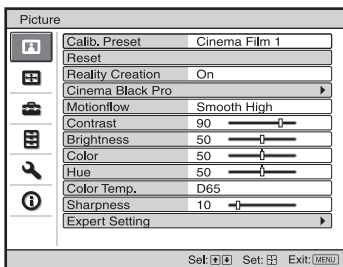 Picture
Calib. Preset Cinema Film 1
Reset
Reality Creation On
Cinema Black Pro
Motionflow Smooth High
Contrast 90
Brightness 50
Color 50
Hue 50
Color Temp. D65
Sharpness 10
Expert Setting
Sel: Set: Exit: MENU